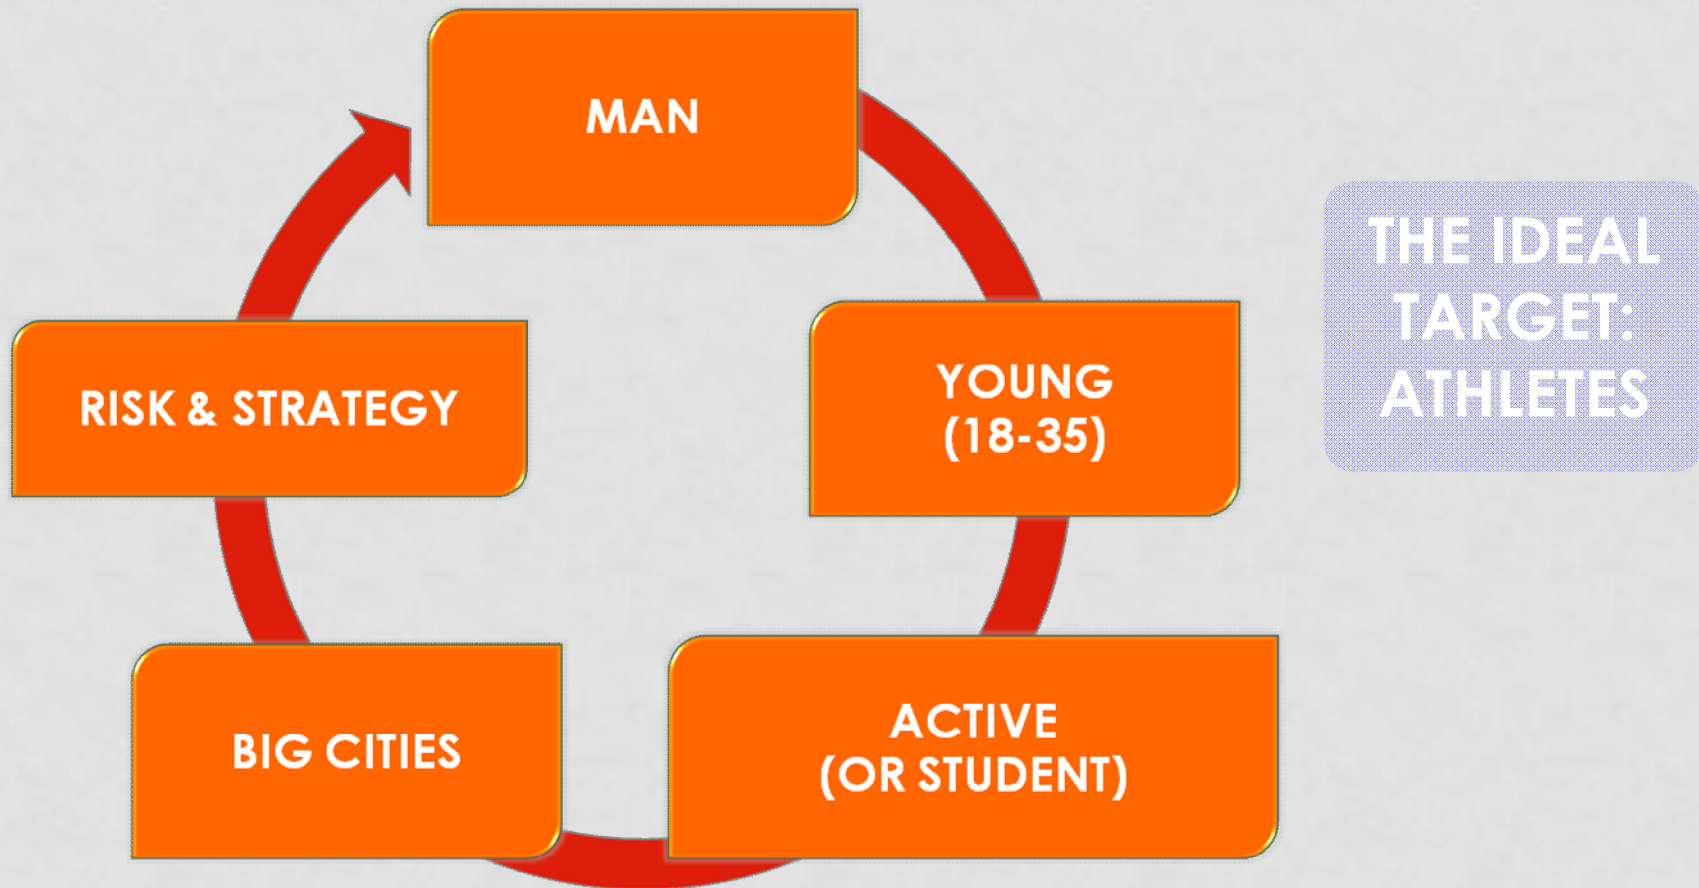 MAN
YOUNG
(18-35)
ACTIVE
(OR STUDENT)
BIG CITIES
RISK & STRATEGY
THE IDEAL
TARGET:
ATHLETES